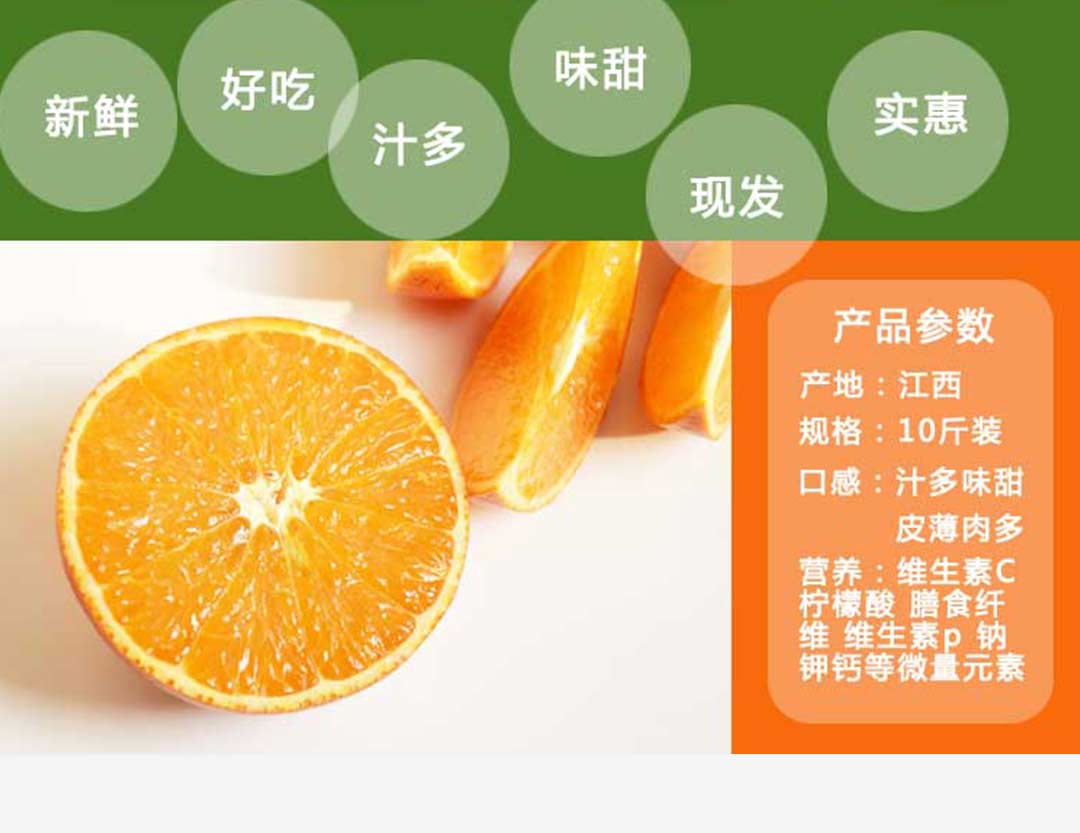 新鲜
好吃
汁多
味甜
现发
实惠
产品参数
产地：江西
规格：10斤装
口感：汁多味甜
皮薄肉多
营养：维生素C
柠檬酸 膳食纤
维 维生素p 钠
钾钙等微量元素